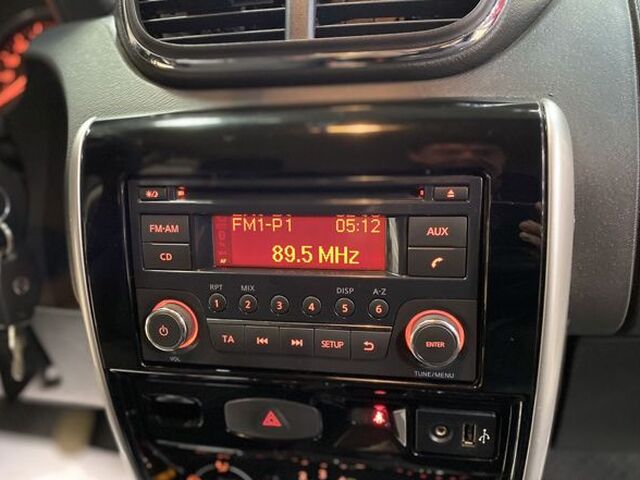 FM1-P1 05:12
89.5 MHz
FM-AM
CD
AUX
RPT MIX DISP A-Z
1 2 3 4 5 6
TA SETUP
VOL
ENTER
TUNE/MENU